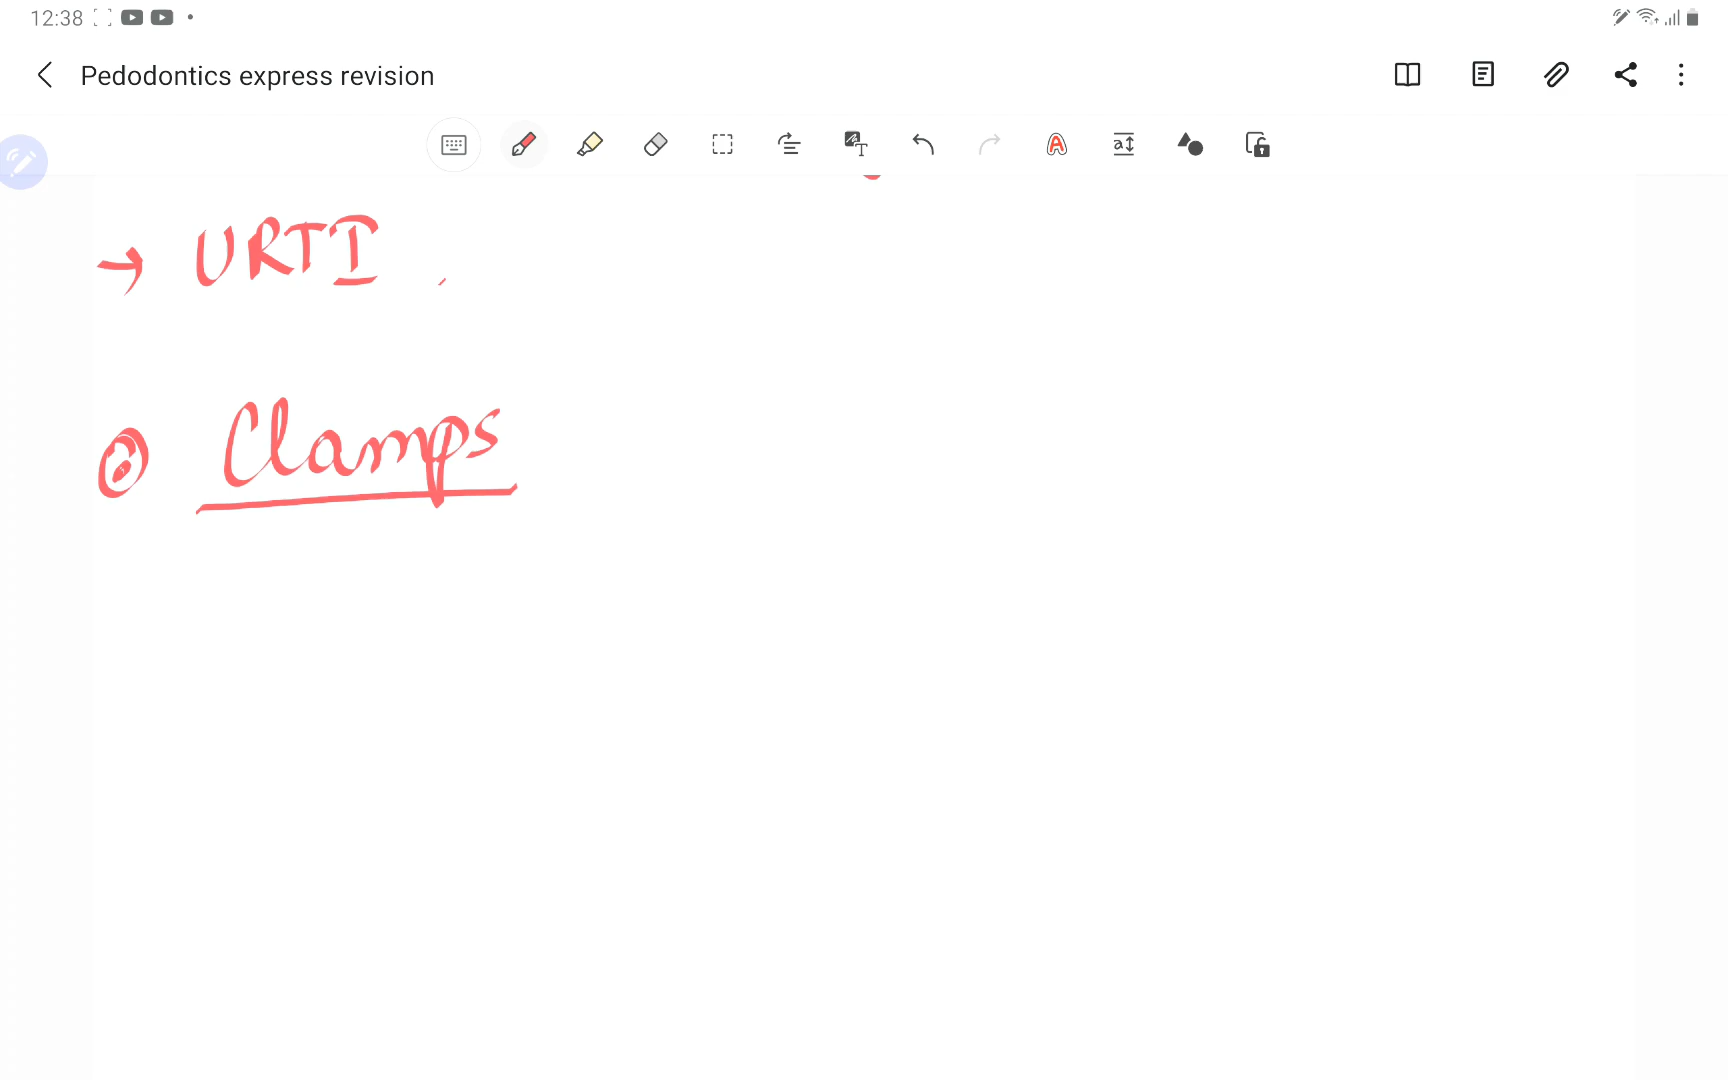 12:38
Pedodontics express revision
→ URTI .
Clamps